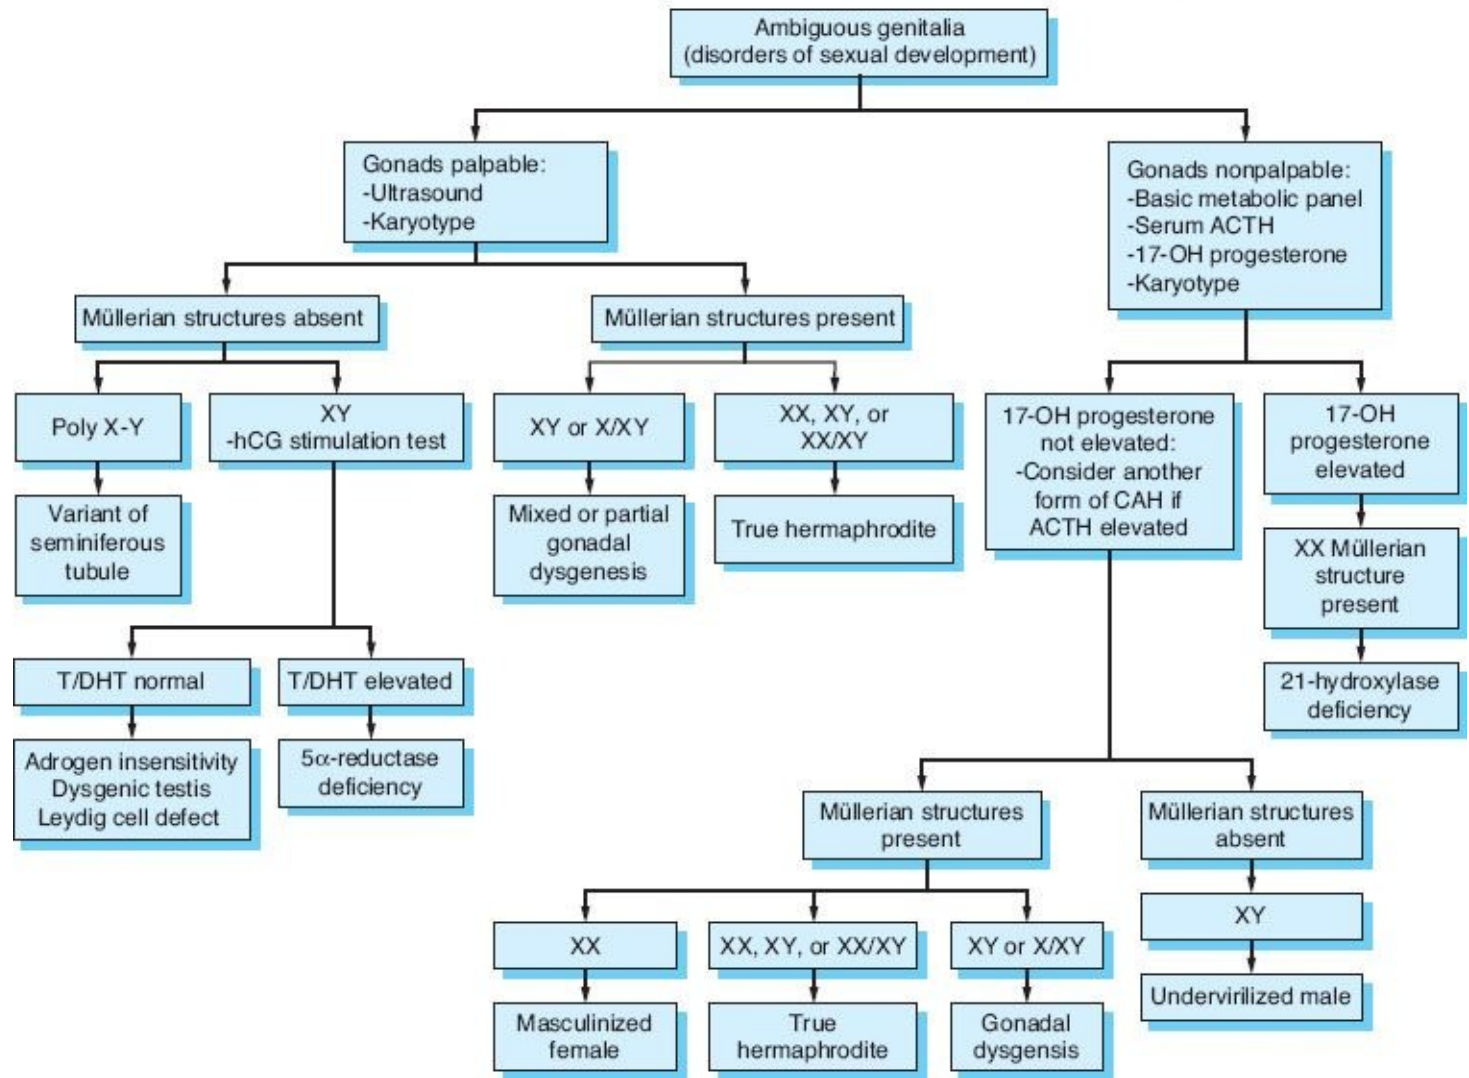 Ambiguous genitalia
(disorders of sexual development)
Gonads palpable:
-Ultrasound
-Karyotype
Gonads nonpalpable:
-Basic metabolic panel
-Serum ACTH
-17-OH progesterone
-Karyotype
Müllerian structures absent
Müllerian structures present
Poly X-Y
XY
-hCG stimulation test
XY or X/XY
XX, XY, or
XX/XY
17-OH progesterone
not elevated:
-Consider another
form of CAH if
ACTH elevated
17-OH
progesterone
elevated
Variant of
seminiferous
tubule
Mixed or partial
gonadal
dysgenesis
True hermaphrodite
XX Müllerian
structure
present
T/DHT normal
T/DHT elevated
21-hydroxylase
deficiency
Adrogen insensitivity
Dysgenic testis
Leydig cell defect
5α-reductase
deficiency
Müllerian structures
present
Müllerian structures
absent
XX
XX, XY, or XX/XY
XY or X/XY
XY
Masculinized
female
True
hermaphrodite
Gonadal
dysgensis
Undervirilized male